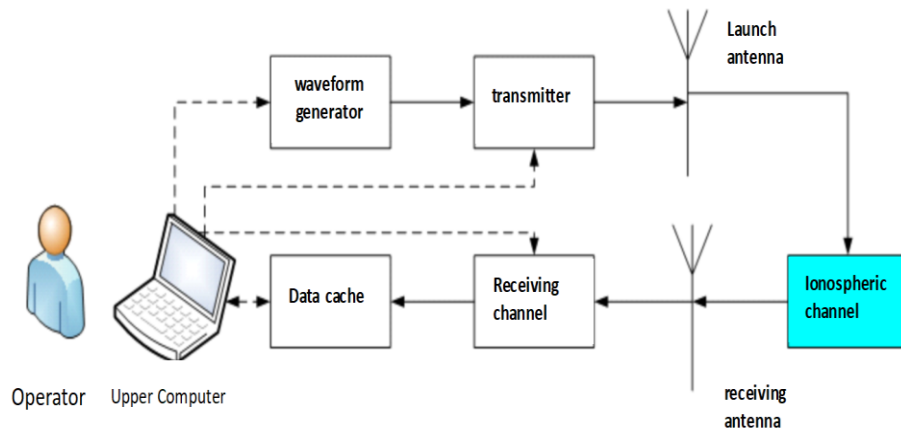 Launch
antenna
waveform
generator
transmitter
Data cache
Receiving
channel
Ionospheric
channel
Operator
Upper Computer
receiving
antenna